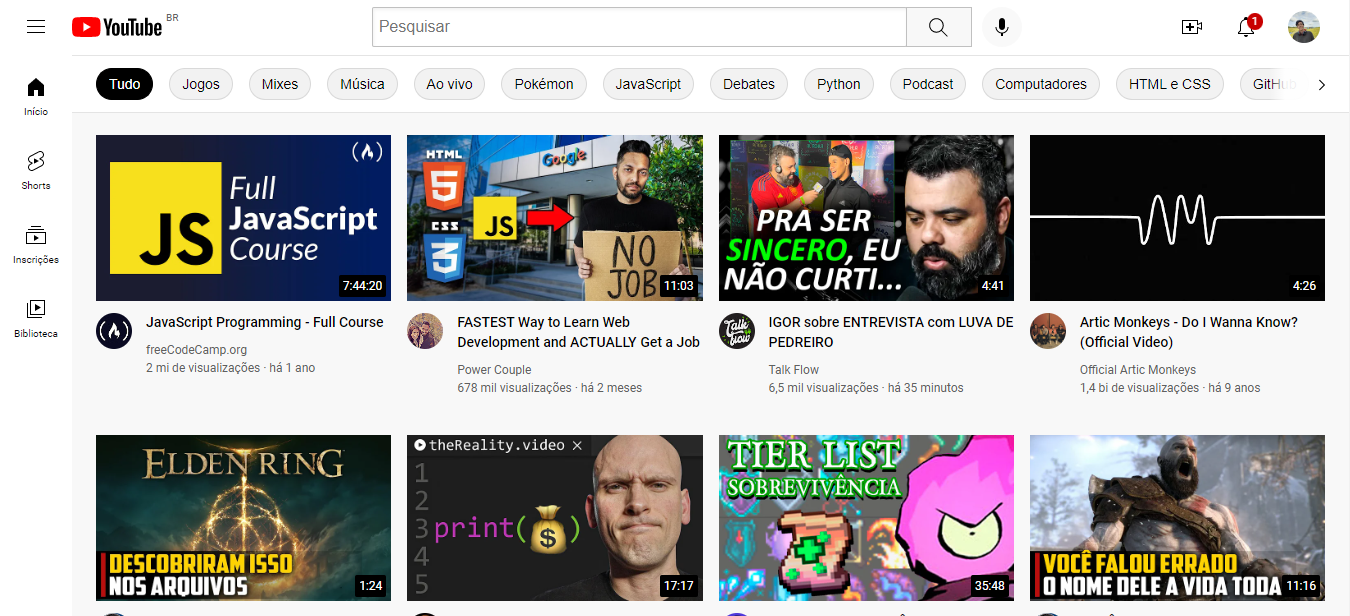 YouTube BR
Pesquisar
1
Início
Shorts
Inscrições
Biblioteca
Tudo
Jogos
Mixes
Música
Ao vivo
Pokémon
JavaScript
Debates
Python
Podcast
Computadores
HTML e CSS
GitHub
JS
Full
JavaScript
Course
7:44:20
JavaScript Programming - Full Course
freeCodeCamp.org
2 mi de visualizações · há 1 ano
HTML
5
CSS
3
JS
Google
NO
JOB
11:03
FASTEST Way to Learn Web
Development and ACTUALLY Get a Job
Power Couple
678 mil visualizações · há 2 meses
PRA SER
SINCERO, EU
NÃO CURTI...
4:41
Talk
flow
IGOR sobre ENTREVISTA com LUVA DE
PEDREIRO
Talk Flow
6,5 mil visualizações · há 35 minutos
4:26
Artic Monkeys - Do I Wanna Know?
(Official Video)
Official Artic Monkeys
1,4 bi de visualizações · há 9 anos
ELDEN RING
DESCOBRIRAM ISSO
NOS ARQUIVOS
1:24
theReality.video ×
1
2
3 print(💰)
4
5
17:17
TIER LIST
SOBREVIVÊNCIA
35:48
VOCÊ FALOU ERRADO
O NOME DELE A VIDA TODA
11:16